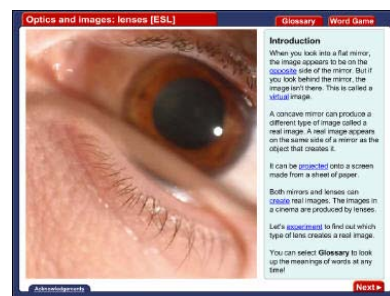 Optics and images: lenses [ESL]
Glossary
Word Game
Introduction
When you look into a flat mirror,
the image appears to be on the
opposite side of the mirror. But if
you look behind the mirror, the
image isn't there. This is called a
virtual image.
A concave mirror can produce a
different type of image called a
real image. A real image appears
on the same side of a mirror as the
object that creates it.
It can be projected onto a screen
made from a sheet of paper.
Both mirrors and lenses can
create real images. The images in
a cinema are produced by lenses.
Let's experiment to find out which
type of lens creates a real image.
You can select Glossary to look
up the meanings of words at any
time!
Acknowledgements
Next